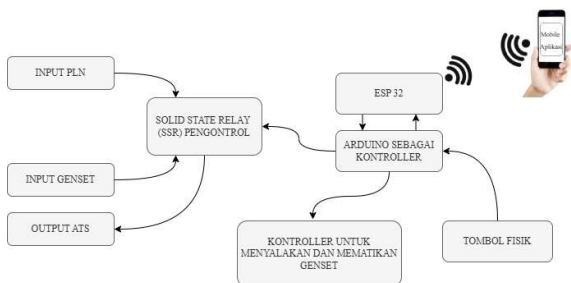 INPUT PLN
SOLID STATE RELAY
(SSR) PENGONTROL
INPUT GENSET
OUTPUT ATS
ESP 32
ARDUINO SEBAGAI
KONTROLLER
KONTROLLER UNTUK
MENYALAKAN DAN MEMATIKAN
GENSET
TOMBOL FISIK
Mobile
Aplikasi